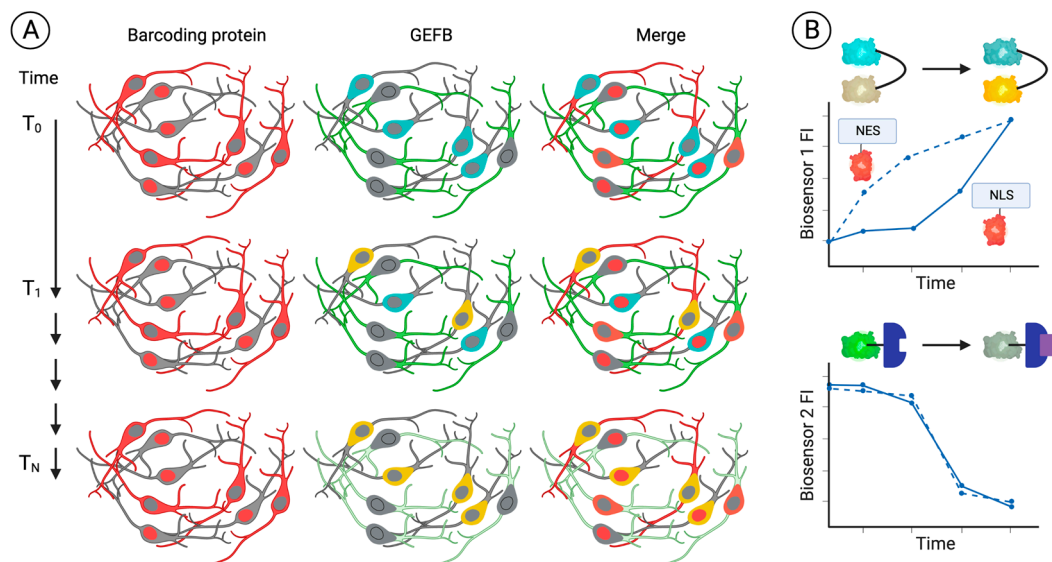 A
Barcoding protein
GEFB
Merge
Time
T0
T1
TN
B
Biosensor 1 FI
NES
NLS
Time
Biosensor 2 FI
Time